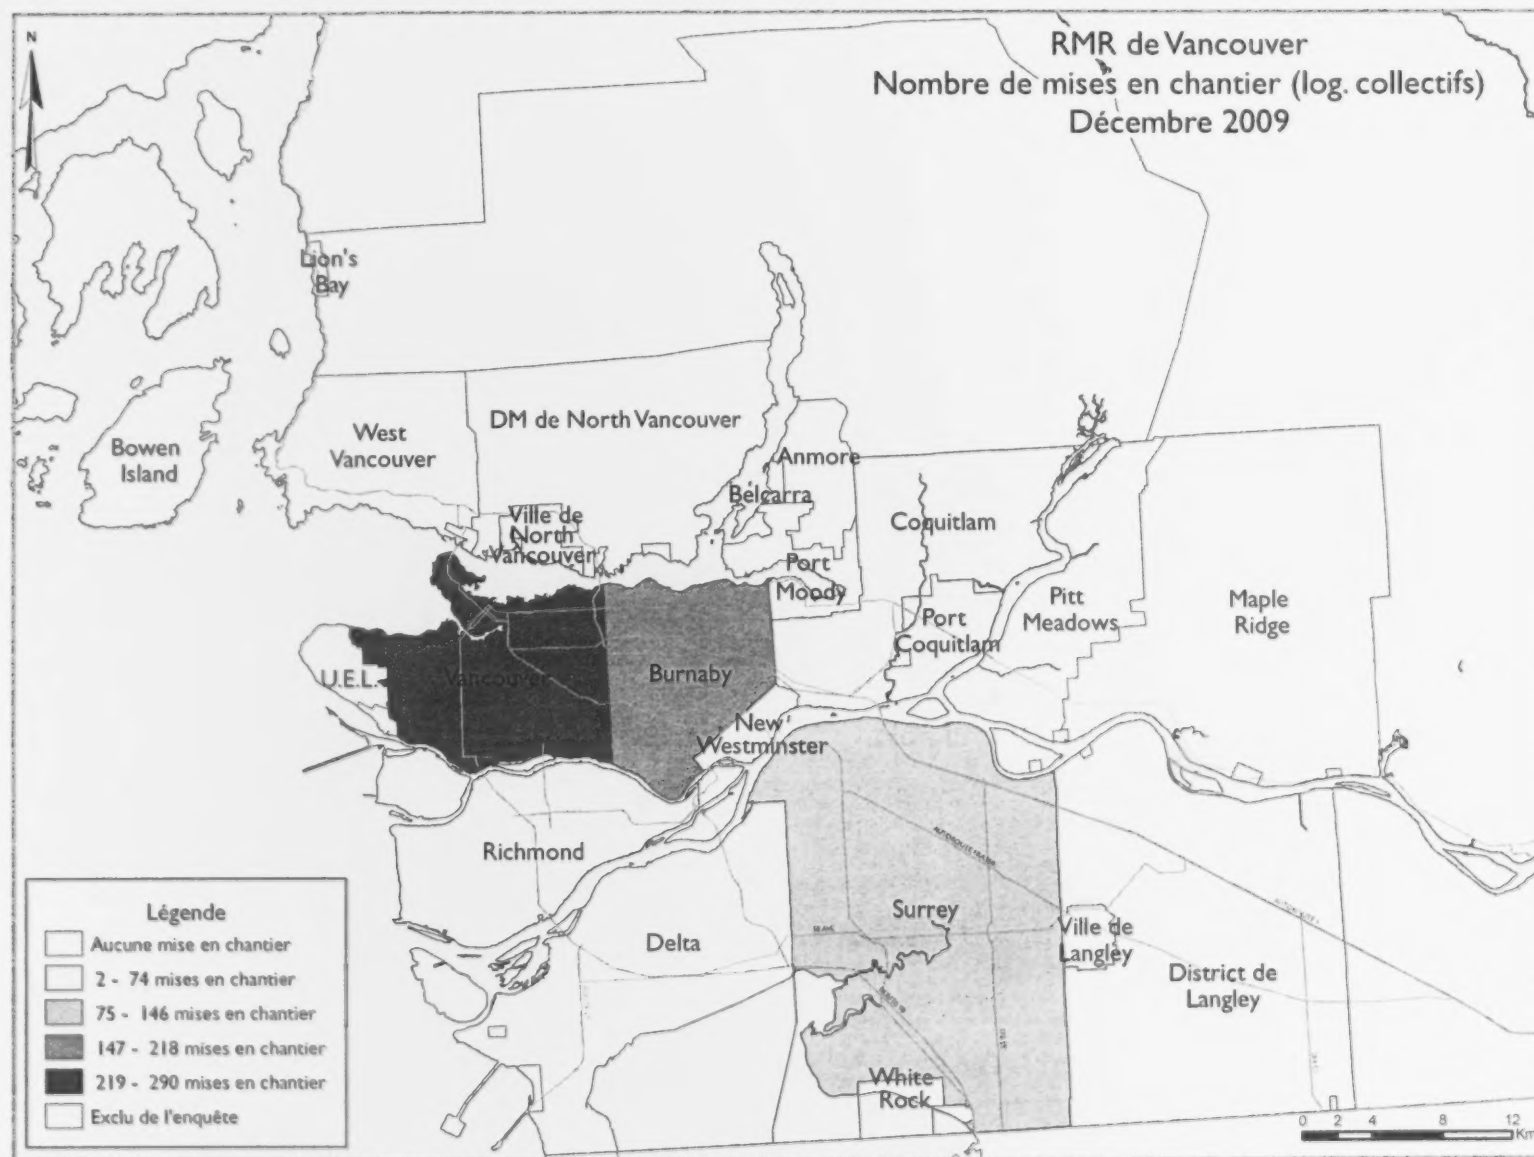 N
RMR de Vancouver
Nombre de mises en chantier (log. collectifs)
Décembre 2009
Lion's
Bay
Bowen
Island
West
Vancouver
DM de North Vancouver
Anmore
Belcarra
Ville de
North
Vancouver
Coquitlam
Port
Moody
Port
Coquitlam
Pitt
Meadows
Maple
Ridge
U.E.L.
Vancouver
Burnaby
New
Westminster
Richmond
Delta
Surrey
Ville de
Langley
District de
Langley
White
Rock
Légende
Aucune mise en chantier
2 - 74 mises en chantier
75 - 146 mises en chantier
147 - 218 mises en chantier
219 - 290 mises en chantier
Exclu de l'enquête
0 2 4 8 12
Km